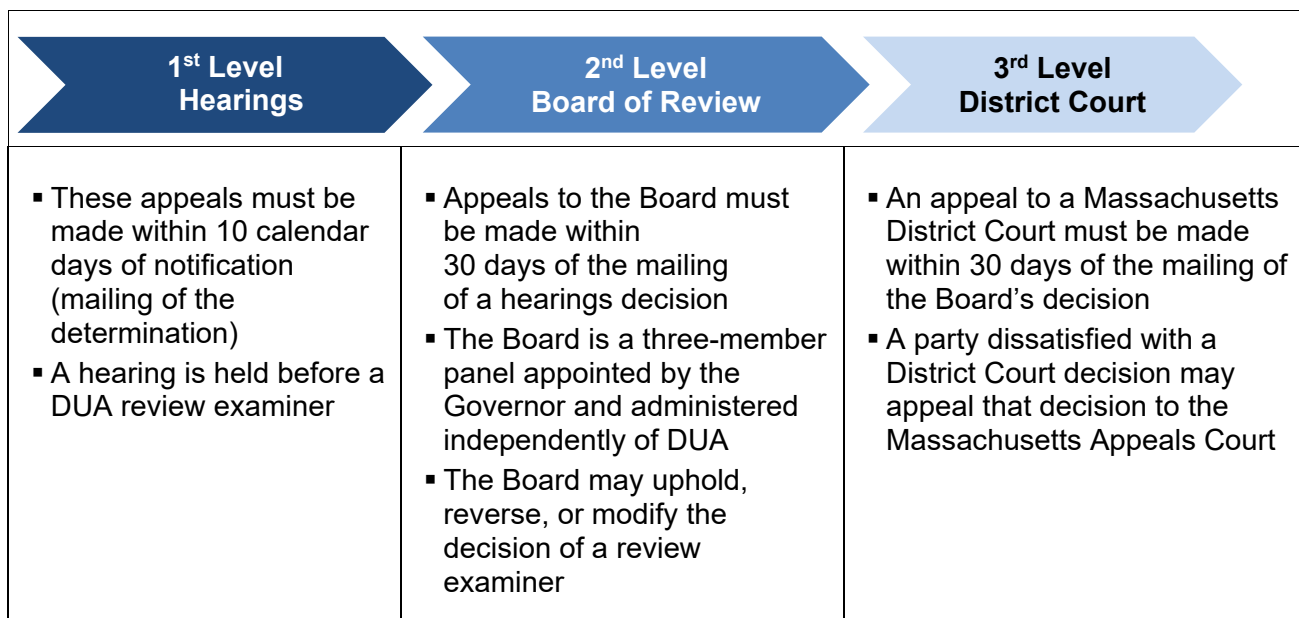 1st Level
Hearings
2nd Level
Board of Review
3rd Level
District Court
▪ These appeals must be
made within 10 calendar
days of notification
(mailing of the
determination)
▪ A hearing is held before a
DUA review examiner
▪ Appeals to the Board must
be made within
30 days of the mailing
of a hearings decision
▪ The Board is a three-member
panel appointed by the
Governor and administered
independently of DUA
▪ The Board may uphold,
reverse, or modify the
decision of a review
examiner
▪ An appeal to a Massachusetts
District Court must be made
within 30 days of the mailing of
the Board’s decision
▪ A party dissatisfied with a
District Court decision may
appeal that decision to the
Massachusetts Appeals Court